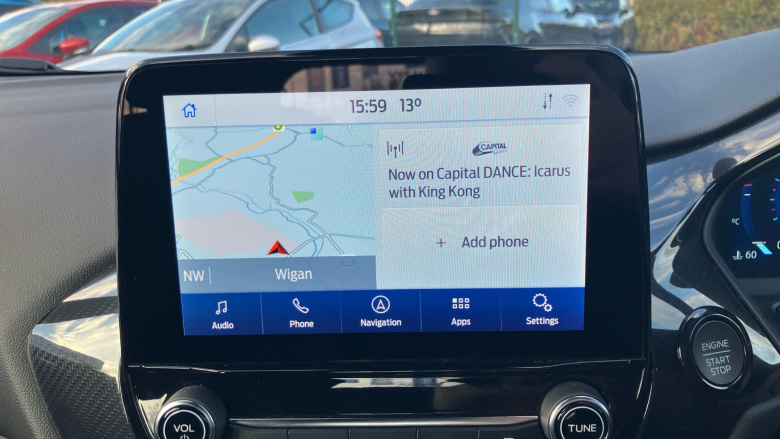 15:59 13°
CAPITAL
Now on Capital DANCE: Icarus
with King Kong
+ Add phone
NW Wigan
Audio Phone Navigation Apps Settings
°C
60
ENGINE
START
STOP
VOL
TUNE